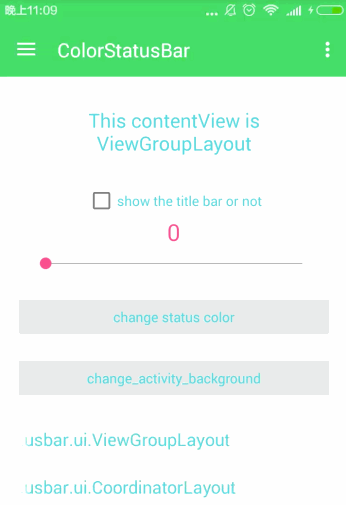 晚上11:09
ColorStatusBar
This contentView is
ViewGroupLayout
show the title bar or not
0
change status color
change_activity_background
usbar.ui.ViewGroupLayout
usbar.ui.CoordinatorLayout